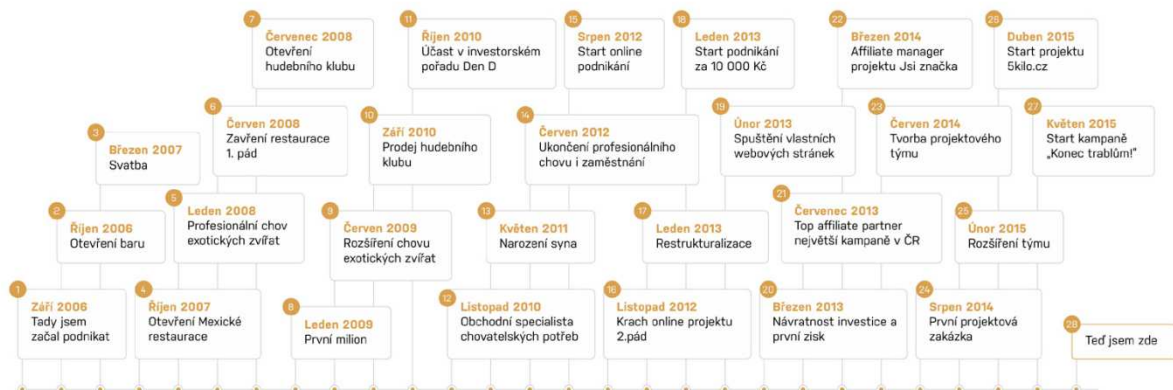 1
Září 2006
Tady jsem
začal podnikat
2
Říjen 2006
Otevření baru
3
Březen 2007
Svatba
4
Říjen 2007
Otevření Mexické
restaurace
5
Leden 2008
Profesionální chov
exotických zvířat
6
Červen 2008
Zavření restaurace
1. pád
7
Červenec 2008
Otevření
hudebního klubu
8
Leden 2009
První milion
9
Červen 2009
Rozšíření chovu
exotických zvířat
10
Září 2010
Prodej hudebního
klubu
11
Říjen 2010
Účast v investorském
pořadu Den D
12
Listopad 2010
Obchodní specialista
chovatelských potřeb
13
Květen 2011
Narození syna
14
Červen 2012
Ukončení profesionálního
chovu i zaměstnání
15
Srpen 2012
Start online
podnikání
16
Listopad 2012
Krach online projektu
2.pád
17
Leden 2013
Restrukturalizace
18
Leden 2013
Start podnikání
za 10 000 Kč
19
Únor 2013
Spuštění vlastních
webových stránek
20
Březen 2013
Návratnost investice a
první zisk
21
Červenec 2013
Top affiliate partner
největší kampaně v ČR
22
Březen 2014
Affiliate manager
projektu Jsi značka
23
Červen 2014
Tvorba projektového
týmu
24
Srpen 2014
První projektová
zakázka
25
Únor 2015
Rozšíření týmu
26
Duben 2015
Start projektu
5kilo.cz
27
Květen 2015
Start kampaně
„Konec trablům!"
28
Teď jsem zde